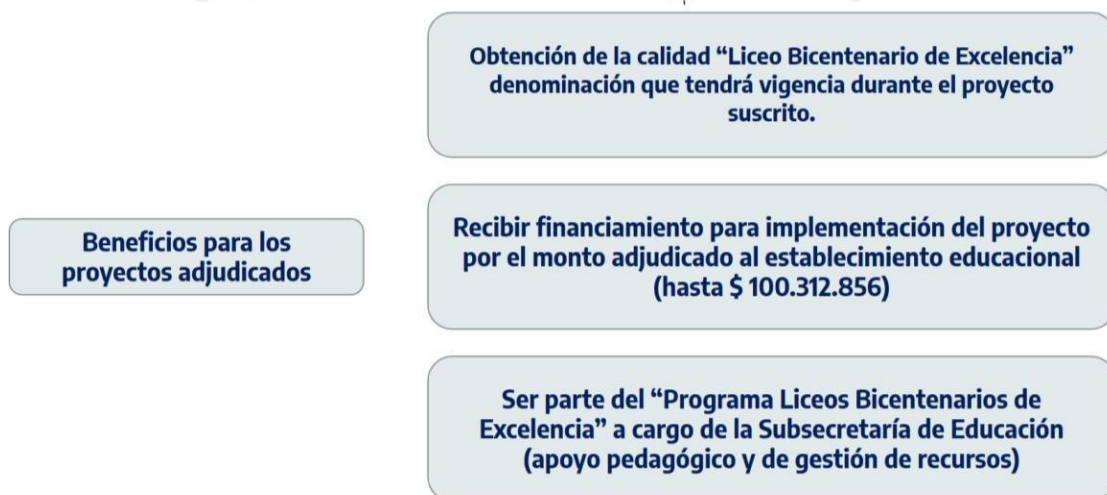 Obtención de la calidad “Liceo Bicentenario de Excelencia”
denominación que tendrá vigencia durante el proyecto
suscrito.
Beneficios para los
proyectos adjudicados
Recibir financiamiento para implementación del proyecto
por el monto adjudicado al establecimiento educacional
(hasta $ 100.312.856)
Ser parte del “Programa Liceos Bicentenarios de
Excelencia” a cargo de la Subsecretaría de Educación
(apoyo pedagógico y de gestión de recursos)